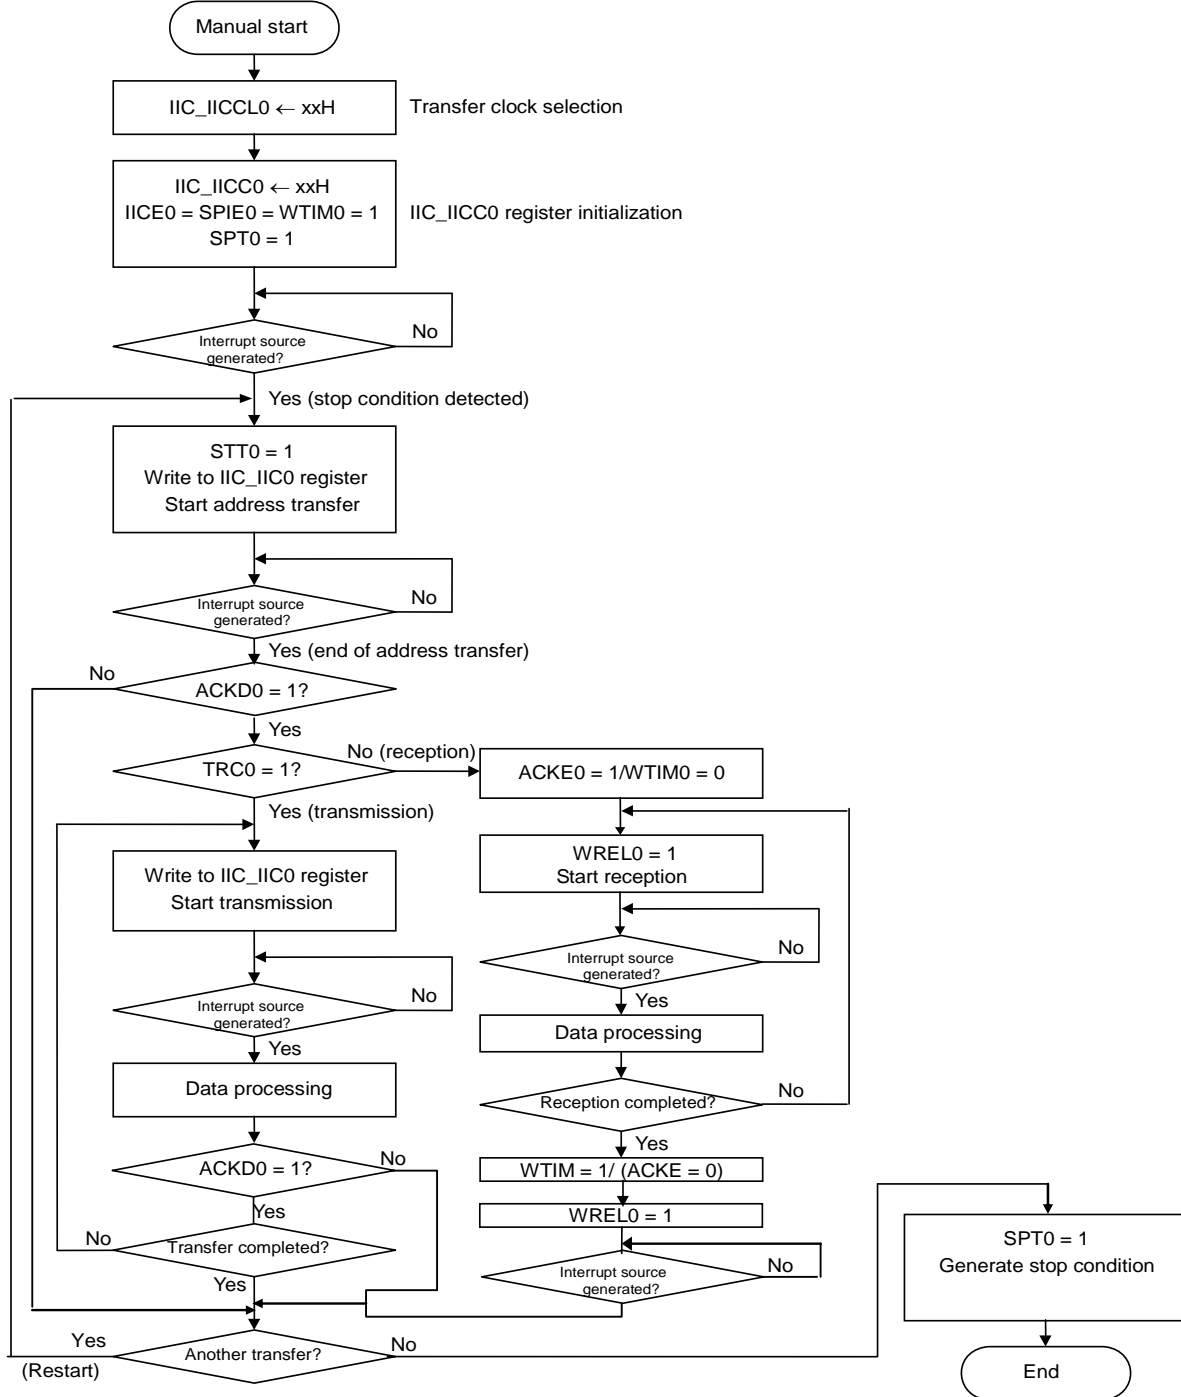 Manual start
IIC_IICCL0 ← xxH
Transfer clock selection
IIC_IICC0 ← xxH
IICE0 = SPIE0 = WTIM0 = 1
SPT0 = 1
IIC_IICC0 register initialization
Interrupt source
generated?
No
Yes (stop condition detected)
STT0 = 1
Write to IIC_IIC0 register
Start address transfer
Interrupt source
generated?
No
Yes (end of address transfer)
No
ACKD0 = 1?
Yes
TRC0 = 1?
No (reception)
ACKE0 = 1/WTIM0 = 0
Yes (transmission)
Write to IIC_IIC0 register
Start transmission
Interrupt source
generated?
No
Yes
Data processing
ACKD0 = 1?
No
Yes
No
Transfer completed?
Yes
WREL0 = 1
Start reception
Interrupt source
generated?
No
Yes
Data processing
Reception completed?
No
Yes
WTIM = 1/ (ACKE = 0)
WREL0 = 1
Interrupt source
generated?
No
Yes
(Restart)
Another transfer?
No
SPT0 = 1
Generate stop condition
End